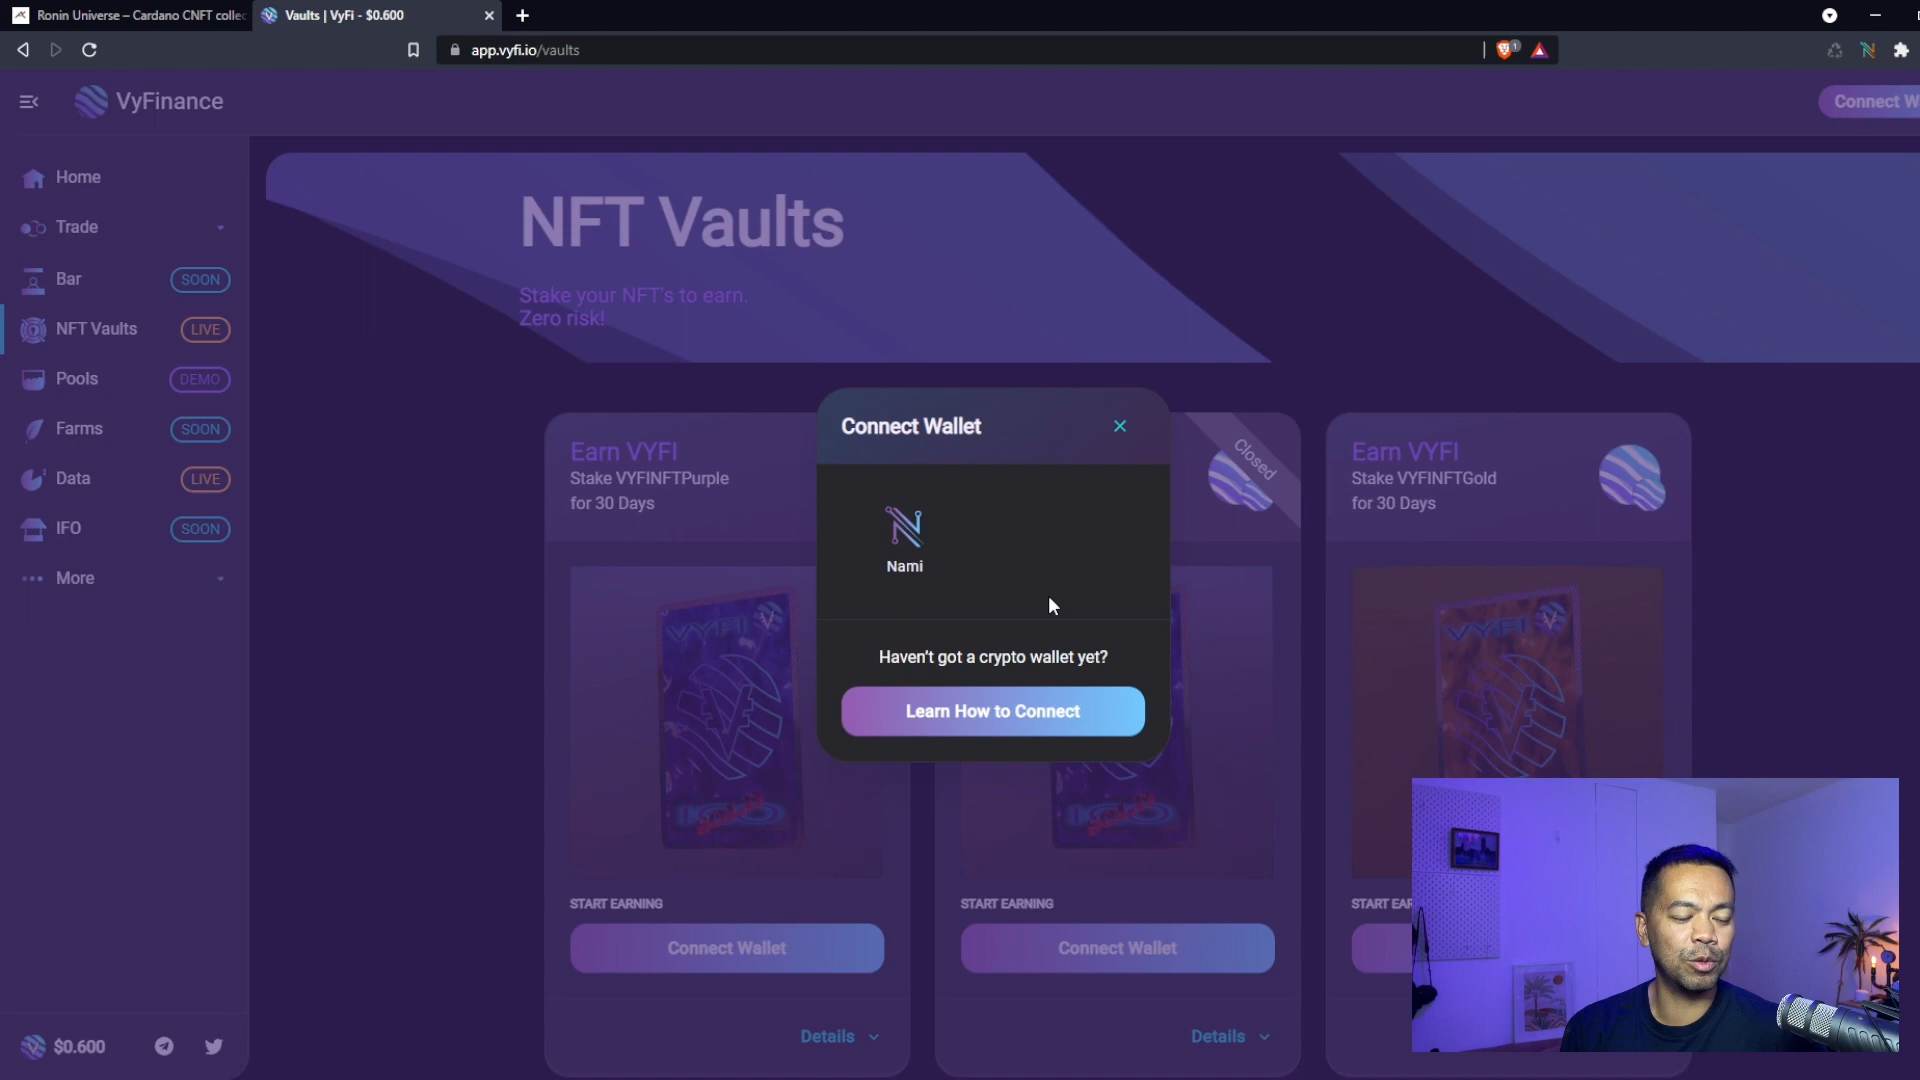 Ronin Universe – Cardano CNFT collec
Vaults | VyFi - $0.600
app.vyfi.io/vaults
1
VyFinance
Connect W
Home
Trade
Bar
SOON
NFT Vaults
LIVE
Pools
DEMO
Farms
SOON
Data
LIVE
IFO
SOON
More
$0.600
NFT Vaults
Stake your NFT's to earn.
Zero risk!
Connect Wallet
Nami
Haven't got a crypto wallet yet?
Learn How to Connect
Earn VYFI
Stake VYFINFTPurple
for 30 Days
VYFI
START EARNING
Connect Wallet
Details
Closed
START EARNING
Connect Wallet
Details
Earn VYFI
Stake VYFINFTGold
for 30 Days
VYFI
START EAR